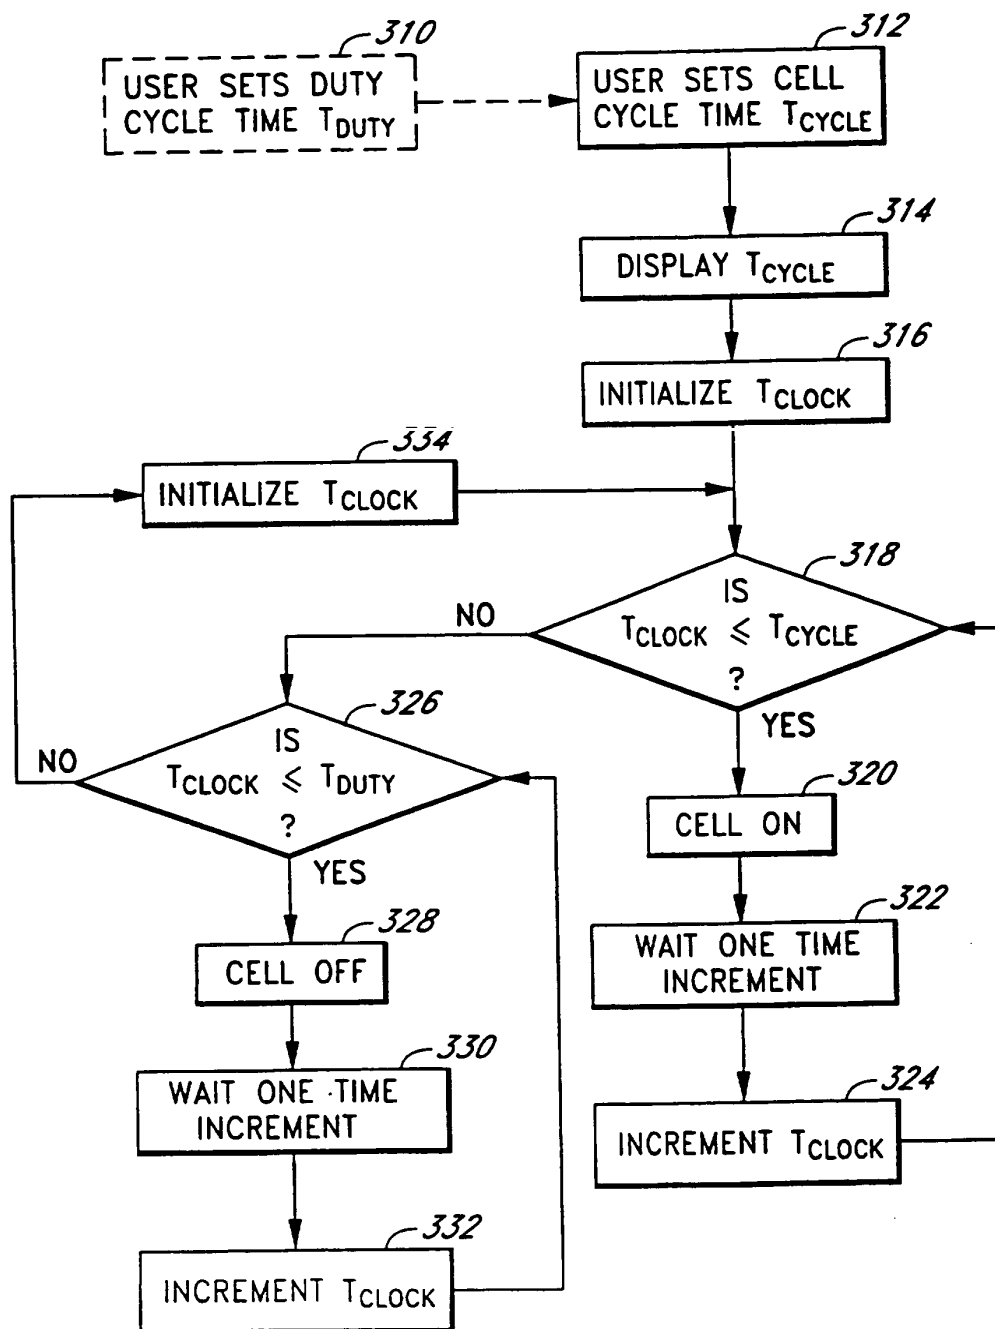 310
USER SETS DUTY
CYCLE TIME TDUTY
312
USER SETS CELL
CYCLE TIME TCYCLE
314
DISPLAY TCYCLE
316
INITIALIZE TCLOCK
334
INITIALIZE TCLOCK
318
IS
TCLOCK ≤ TCYCLE
?
NO
YES
326
IS
TCLOCK ≤ TDUTY
?
NO
YES
320
CELL ON
322
WAIT ONE TIME
INCREMENT
324
INCREMENT TCLOCK
328
CELL OFF
330
WAIT ONE TIME
INCREMENT
332
INCREMENT TCLOCK